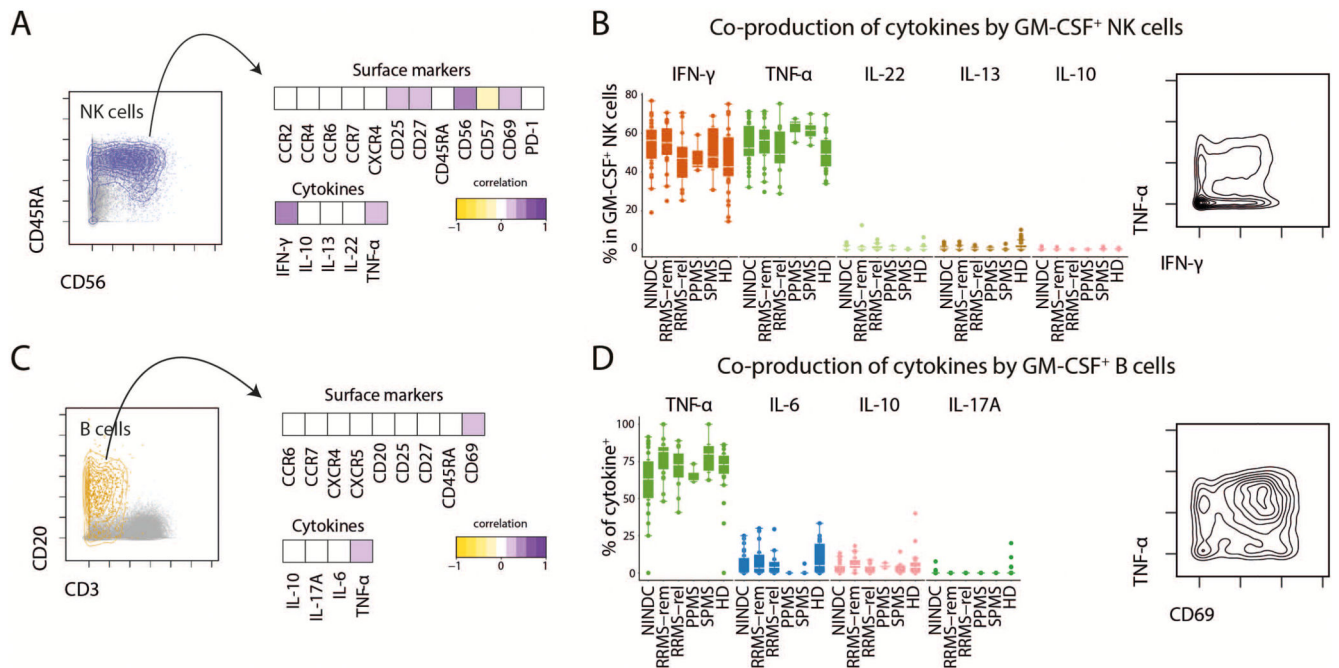 A
NK cells
CD45RA
CD56
Surface markers
CCR2
CCR4
CCR6
CCR7
CXCR4
CD25
CD27
CD45RA
CD56
CD57
CD69
PD-1
Cytokines
IFN-γ
IL-10
IL-13
IL-22
TNF-α
correlation
−1 0 1
B
Co-production of cytokines by GM-CSF⁺ NK cells
IFN-γ TNF-α IL-22 IL-13 IL-10
% in GM-CSF⁺ NK cells
80
60
40
20
80
60
40
20
0
NINDC
RRMS−rem
RRMS−rel
PPMS
SPMS
HD
NINDC
RRMS−rem
RRMS−rel
PPMS
SPMS
HD
NINDC
RRMS−rem
RRMS−rel
PPMS
SPMS
HD
NINDC
RRMS−rem
RRMS−rel
PPMS
SPMS
HD
NINDC
RRMS−rem
RRMS−rel
PPMS
SPMS
HD
TNF-α
IFN-γ
C
B cells
CD20
CD3
Surface markers
CCR6
CCR7
CXCR4
CXCR5
CD20
CD25
CD27
CD45RA
CD69
Cytokines
IL-10
IL-17A
IL-6
TNF-α
correlation
−1 0 1
D
Co-production of cytokines by GM-CSF⁺ B cells
TNF-α IL-6 IL-10 IL-17A
% of cytokine⁺
100
75
50
25
0
NINDC
RRMS−rem
RRMS−rel
PPMS
SPMS
HD
NINDC
RRMS−rem
RRMS−rel
PPMS
SPMS
HD
NINDC
RRMS−rem
RRMS−rel
PPMS
SPMS
HD
NINDC
RRMS−rem
RRMS−rel
PPMS
SPMS
HD
TNF-α
CD69